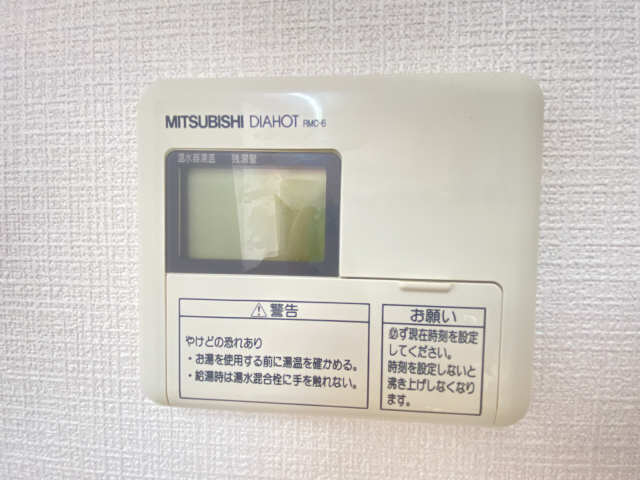 MITSUBISHI DIAHOT RMC-6
温水器湯温 残湯量
⚠警告
やけどの恐れあり
・お湯を使用する前に湯温を確かめる。
・給湯時は湯水混合栓に手を触れない。
お願い
必ず現在時刻を設定
してください。
時刻を設定しないと
沸き上げしなくなり
ます。